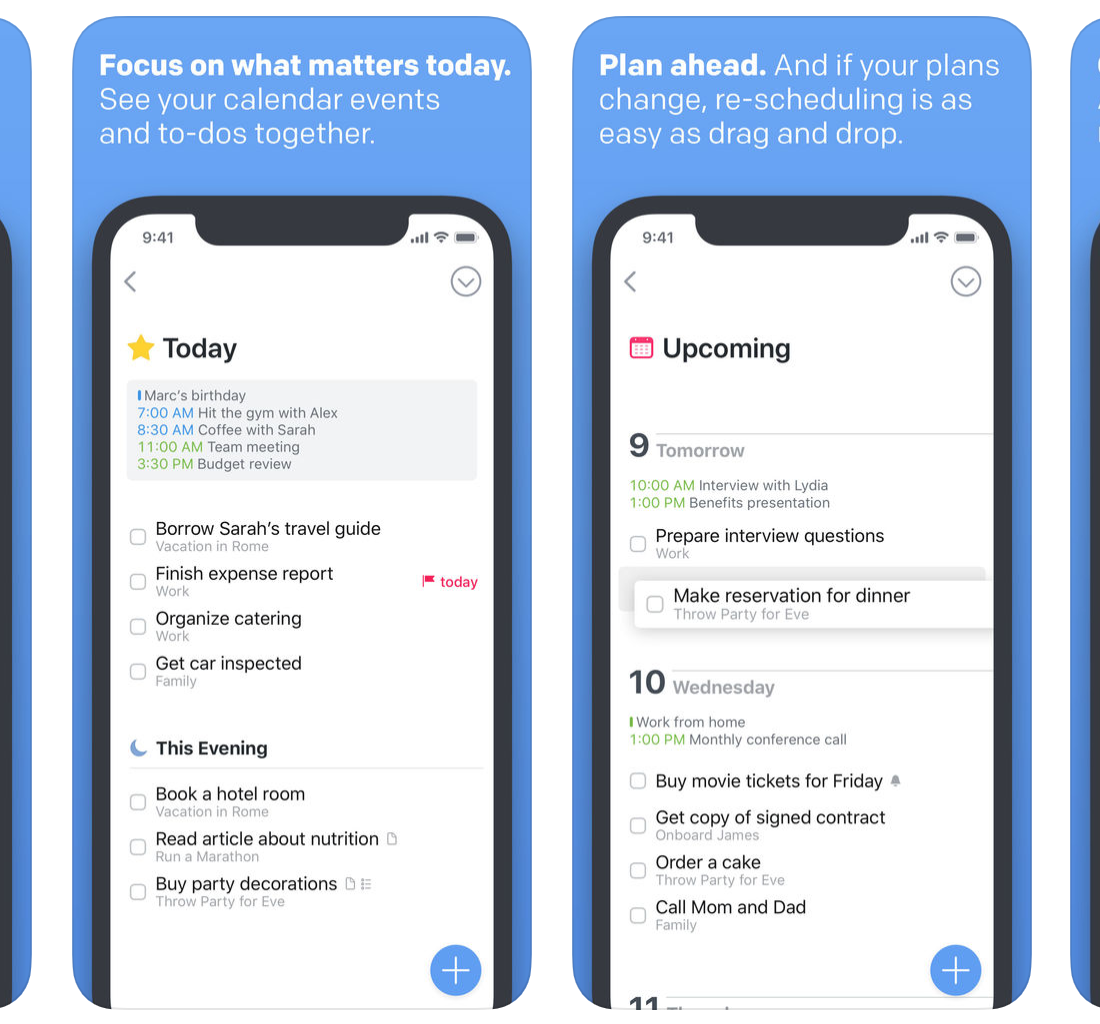 Focus on what matters today.
See your calendar events
and to-dos together.
9:41
Today
Marc's birthday
7:00 AM Hit the gym with Alex
8:30 AM Coffee with Sarah
11:00 AM Team meeting
3:30 PM Budget review
Borrow Sarah's travel guide
Vacation in Rome
Finish expense report
today
Work
Organize catering
Work
Get car inspected
Family
This Evening
Book a hotel room
Vacation in Rome
Read article about nutrition
Run a Marathon
Buy party decorations
Throw Party for Eve
Plan ahead. And if your plans
change, re-scheduling is as
easy as drag and drop.
9:41
Upcoming
9 Tomorrow
10:00 AM Interview with Lydia
1:00 PM Benefits presentation
Prepare interview questions
Work
Make reservation for dinner
Throw Party for Eve
10 Wednesday
Work from home
1:00 PM Monthly conference call
Buy movie tickets for Friday
Get copy of signed contract
Onboard James
Order a cake
Throw Party for Eve
Call Mom and Dad
Family
11